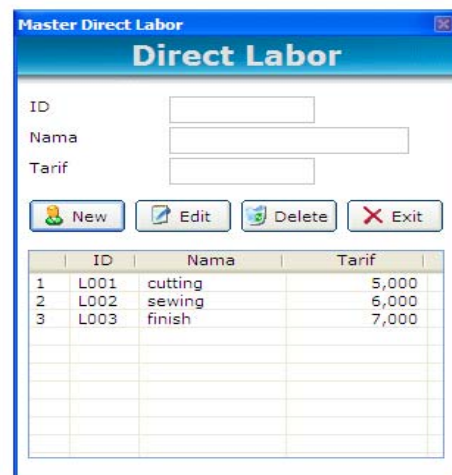 Master Direct Labor
Direct Labor
ID
Nama
Tarif
New Edit Delete Exit
ID Nama Tarif
1 L001 cutting 5,000
2 L002 sewing 6,000
3 L003 finish 7,000